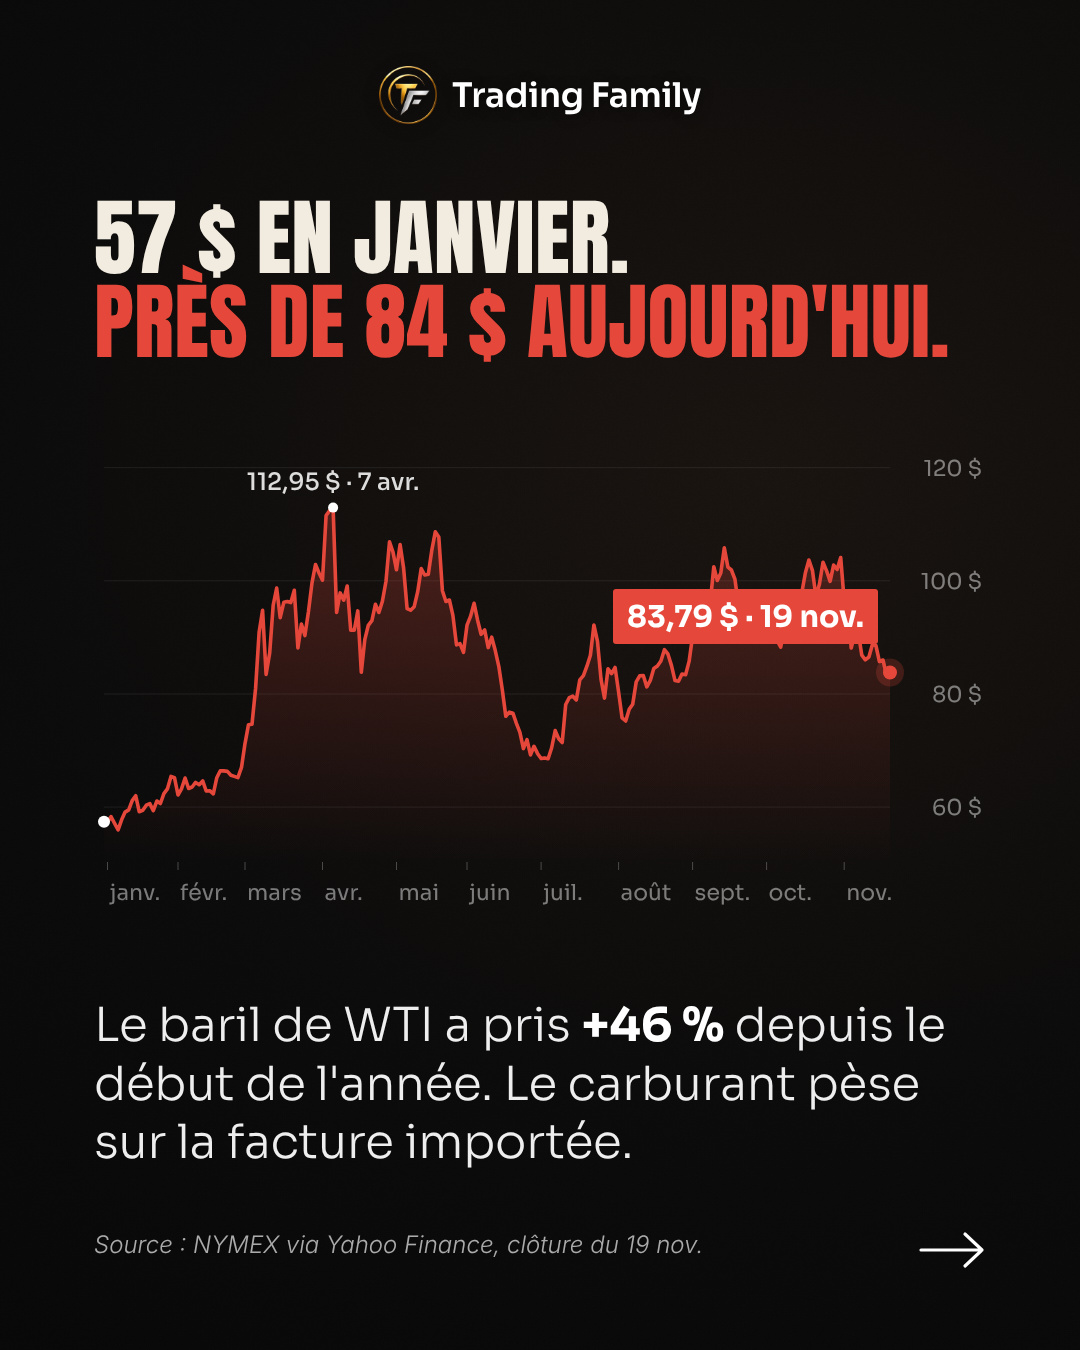 TF
Trading Family
57 $ EN JANVIER.
PRÈS DE 84 $ AUJOURD'HUI.
120 $
112,95 $ · 7 avr.
100 $
83,79 $ · 19 nov.
80 $
60 $
janv. févr. mars avr. mai juin juil. août sept. oct. nov.
Le baril de WTI a pris +46 % depuis le
début de l'année. Le carburant pèse
sur la facture importée.
Source : NYMEX via Yahoo Finance, clôture du 19 nov.